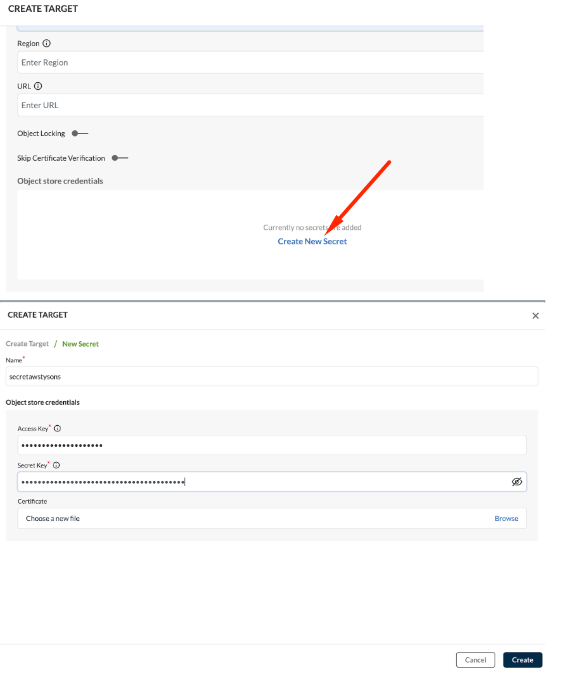 CREATE TARGET
Region
Enter Region
URL
Enter URL
Object Locking
Skip Certificate Verification
Object store credentials
Currently no secrets are added
Create New Secret
CREATE TARGET
Create Target / New Secret
Name*
secretawstysons
Object store credentials
Access Key*
••••••••••••••••••••
Secret Key*
••••••••••••••••••••••••••••••••••••••••
Certificate
Choose a new file Browse
Cancel Create